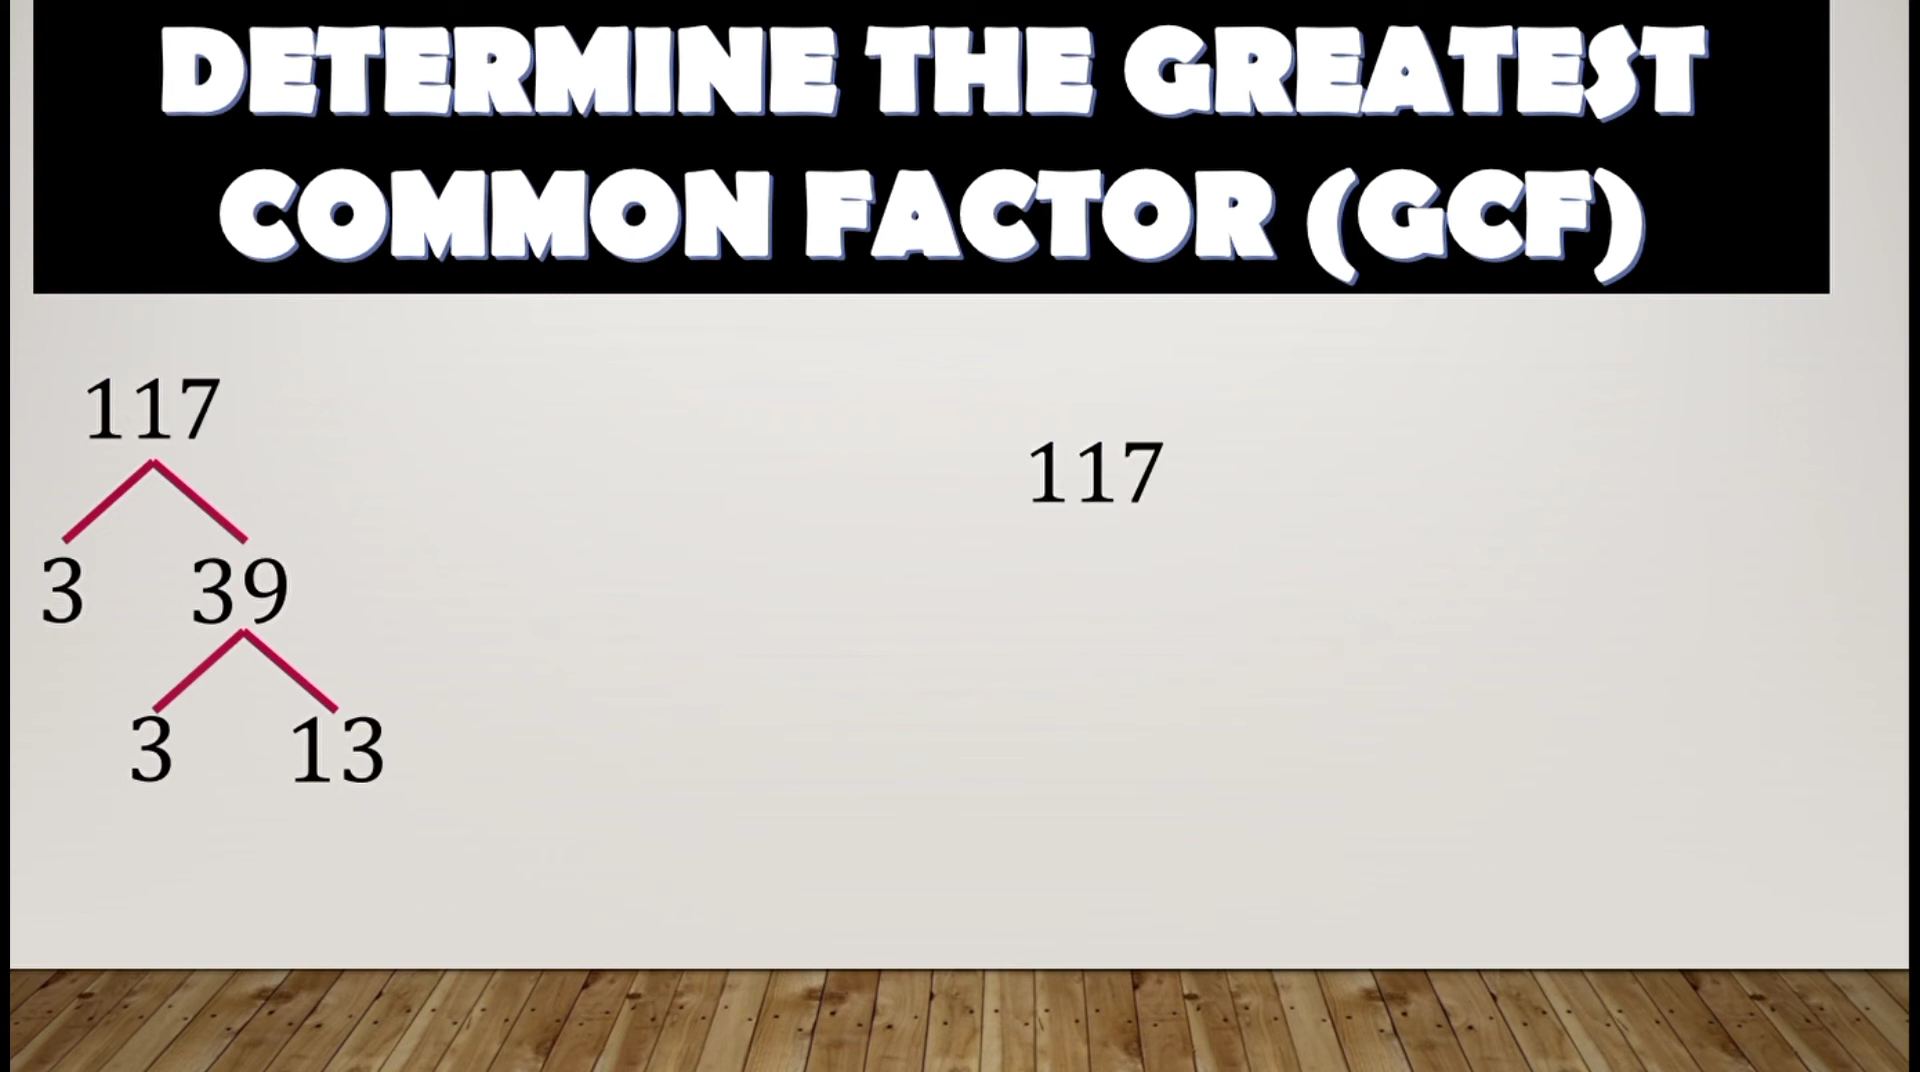 DETERMINE THE GREATEST
COMMON FACTOR (GCF)
117
117
3 39
3 13